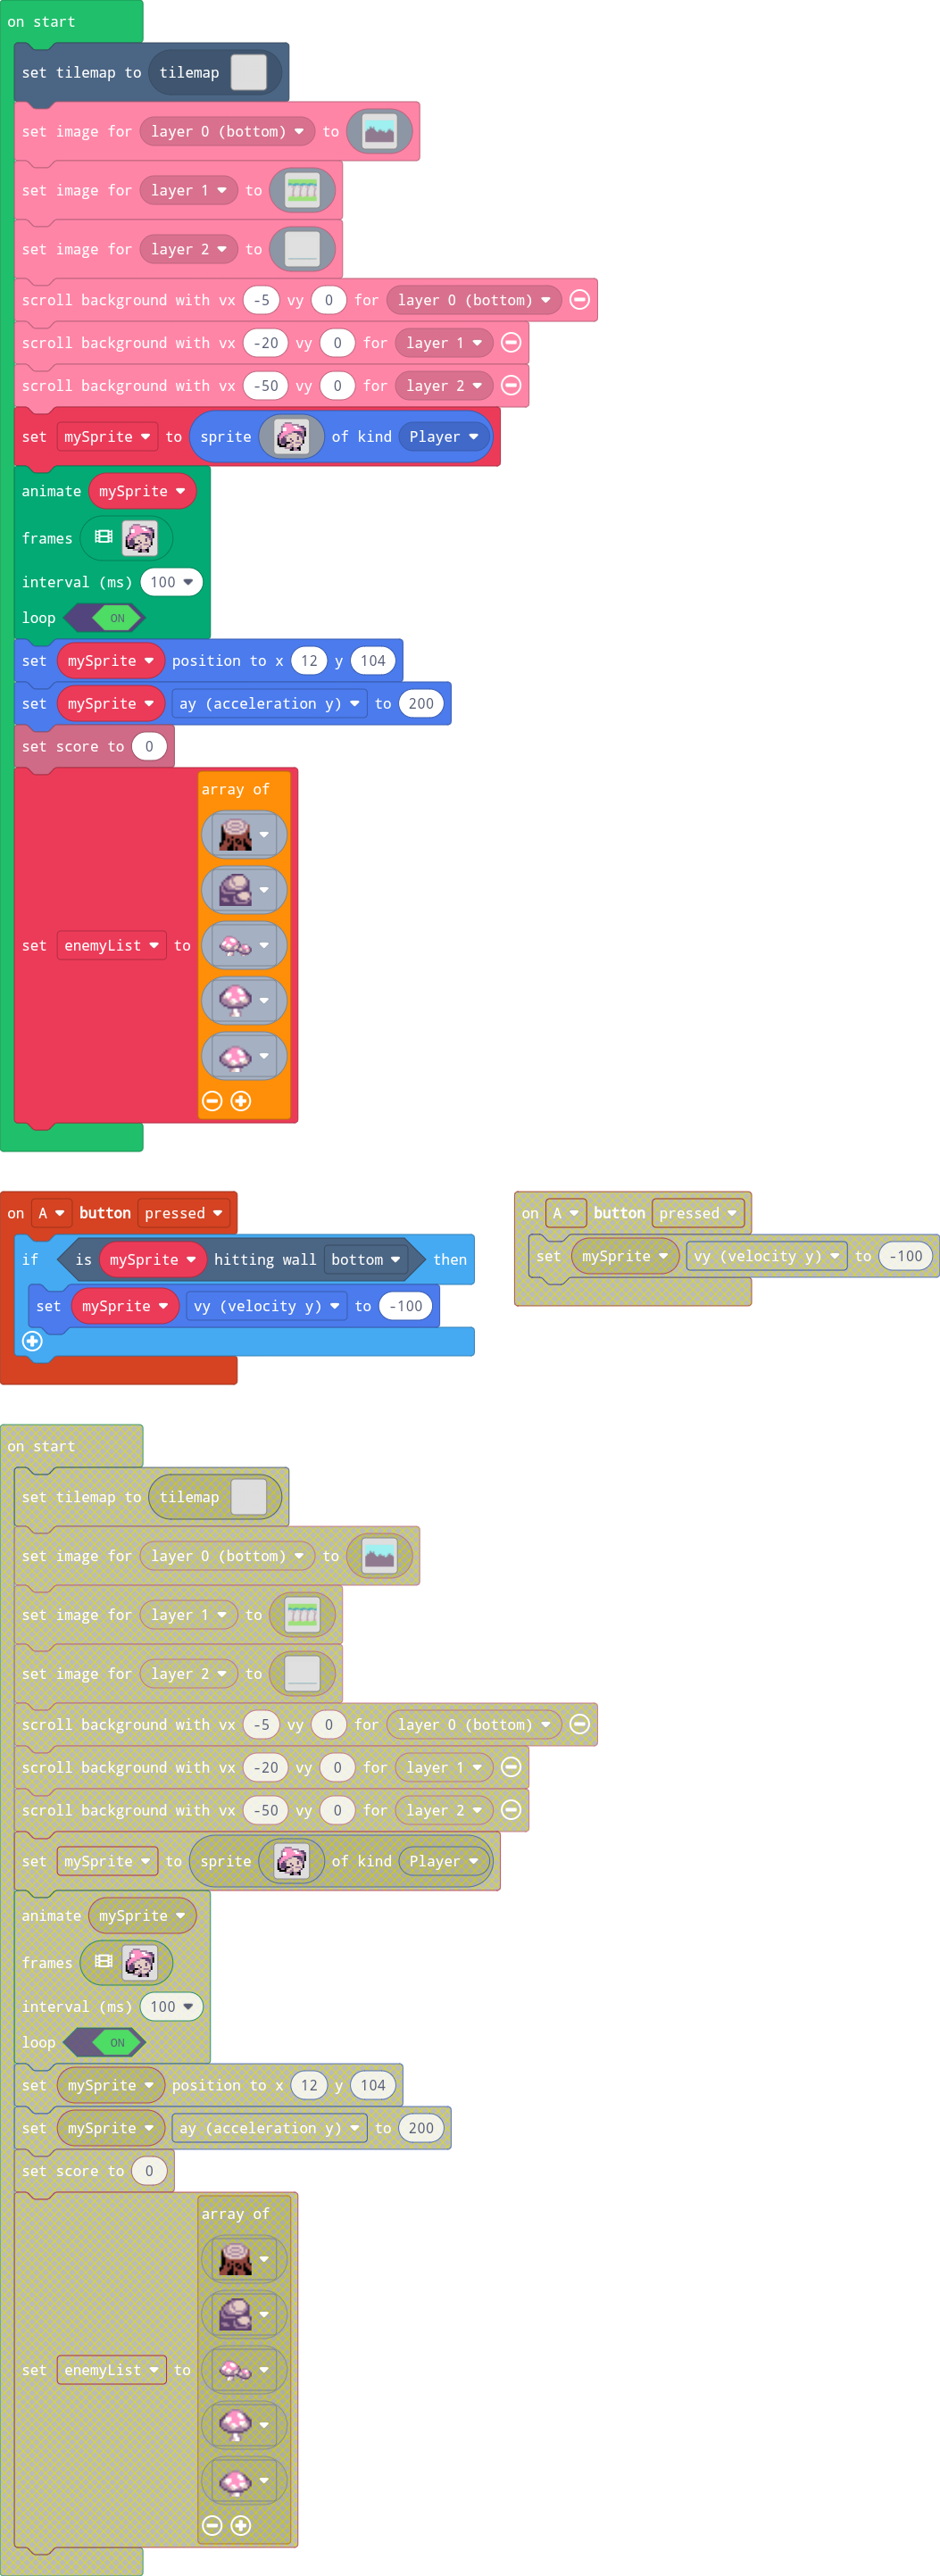 on start
set tilemap to tilemap
set image for layer 0 (bottom) to
set image for layer 1 to
set image for layer 2 to
scroll background with vx -5 vy 0 for layer 0 (bottom)
scroll background with vx -20 vy 0 for layer 1
scroll background with vx -50 vy 0 for layer 2
set mySprite to sprite of kind Player
animate mySprite
frames
interval (ms) 100
loop ON
set mySprite position to x 12 y 104
set mySprite ay (acceleration y) to 200
set score to 0
array of
set enemyList to
on A button pressed
if is mySprite hitting wall bottom then
set mySprite vy (velocity y) to -100
on A button pressed
set mySprite vy (velocity y) to -100
on start
set tilemap to tilemap
set image for layer 0 (bottom) to
set image for layer 1 to
set image for layer 2 to
scroll background with vx -5 vy 0 for layer 0 (bottom)
scroll background with vx -20 vy 0 for layer 1
scroll background with vx -50 vy 0 for layer 2
set mySprite to sprite of kind Player
animate mySprite
frames
interval (ms) 100
loop ON
set mySprite position to x 12 y 104
set mySprite ay (acceleration y) to 200
set score to 0
array of
set enemyList to